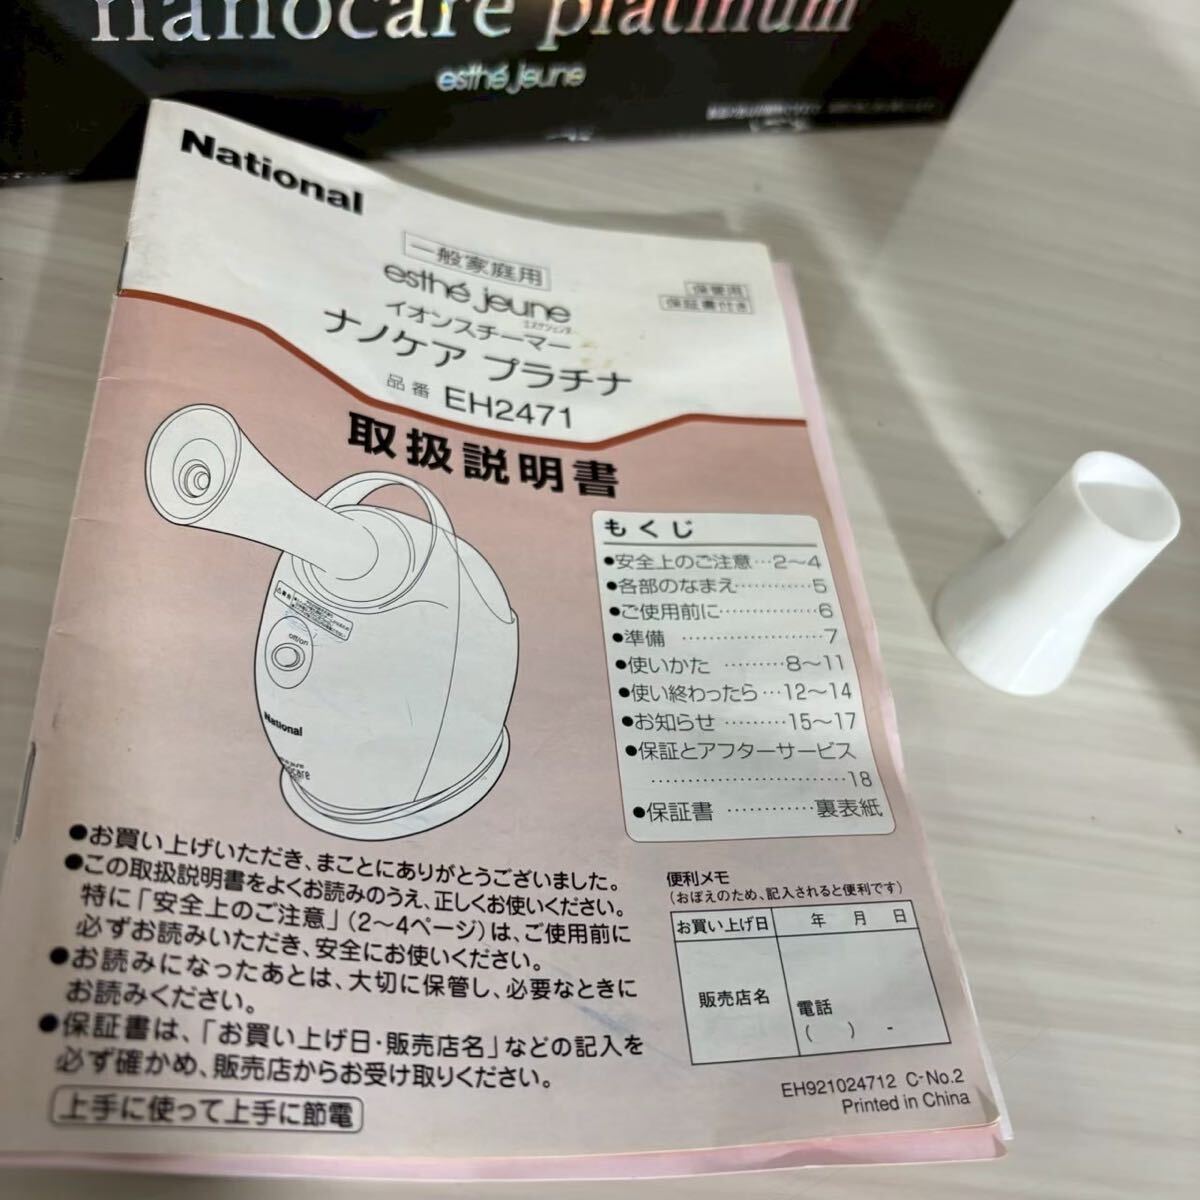 nanocare platinum
esthé jeune
National
一般家庭用
esthé jeune
エステジュンヌ
イオンスチーマー
ナノケア プラチナ
品番 EH2471
保管用
保証書付き
取扱説明書
もくじ
●安全上のご注意…2〜4
●各部のなまえ…………5
●ご使用前に……………6
●準備 …………………7
●使いかた ………8〜11
●使い終わったら…12〜14
●お知らせ ………15〜17
●保証とアフターサービス
………………………18
●保証書 …………裏表紙
off/on
National
●お買い上げいただき、まことにありがとうございました。
●この取扱説明書をよくお読みのうえ、正しくお使いください。
特に「安全上のご注意」(2〜4ページ)は、ご使用前に
必ずお読みいただき、安全にお使いください。
●お読みになったあとは、大切に保管し、必要なときに
お読みください。
●保証書は、「お買い上げ日・販売店名」などの記入を
必ず確かめ、販売店からお受け取りください。
上手に使って上手に節電
便利メモ
(おぼえのため、記入されると便利です)
お買い上げ日 年 月 日
販売店名
電話
( ) -
EH921024712 C-No.2
Printed in China